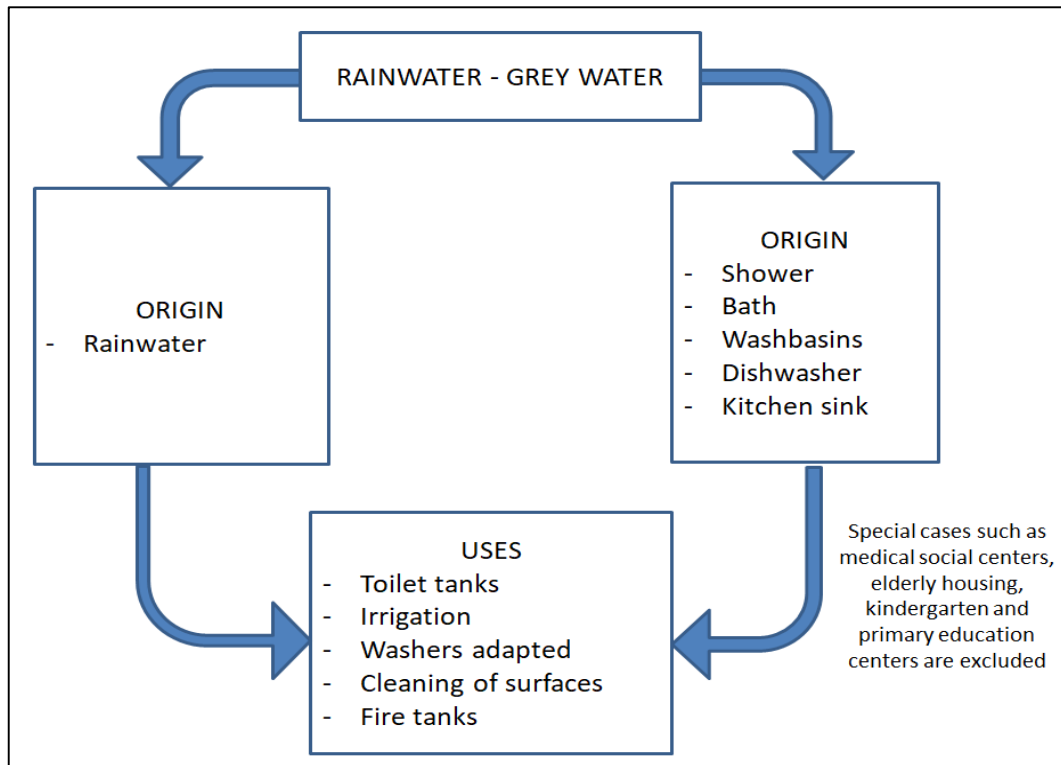 RAINWATER - GREY WATER
ORIGIN
- Rainwater
ORIGIN
- Shower
- Bath
- Washbasins
- Dishwasher
- Kitchen sink
USES
- Toilet tanks
- Irrigation
- Washers adapted
- Cleaning of surfaces
- Fire tanks
Special cases such as
medical social centers,
elderly housing,
kindergarten and
primary education
centers are excluded